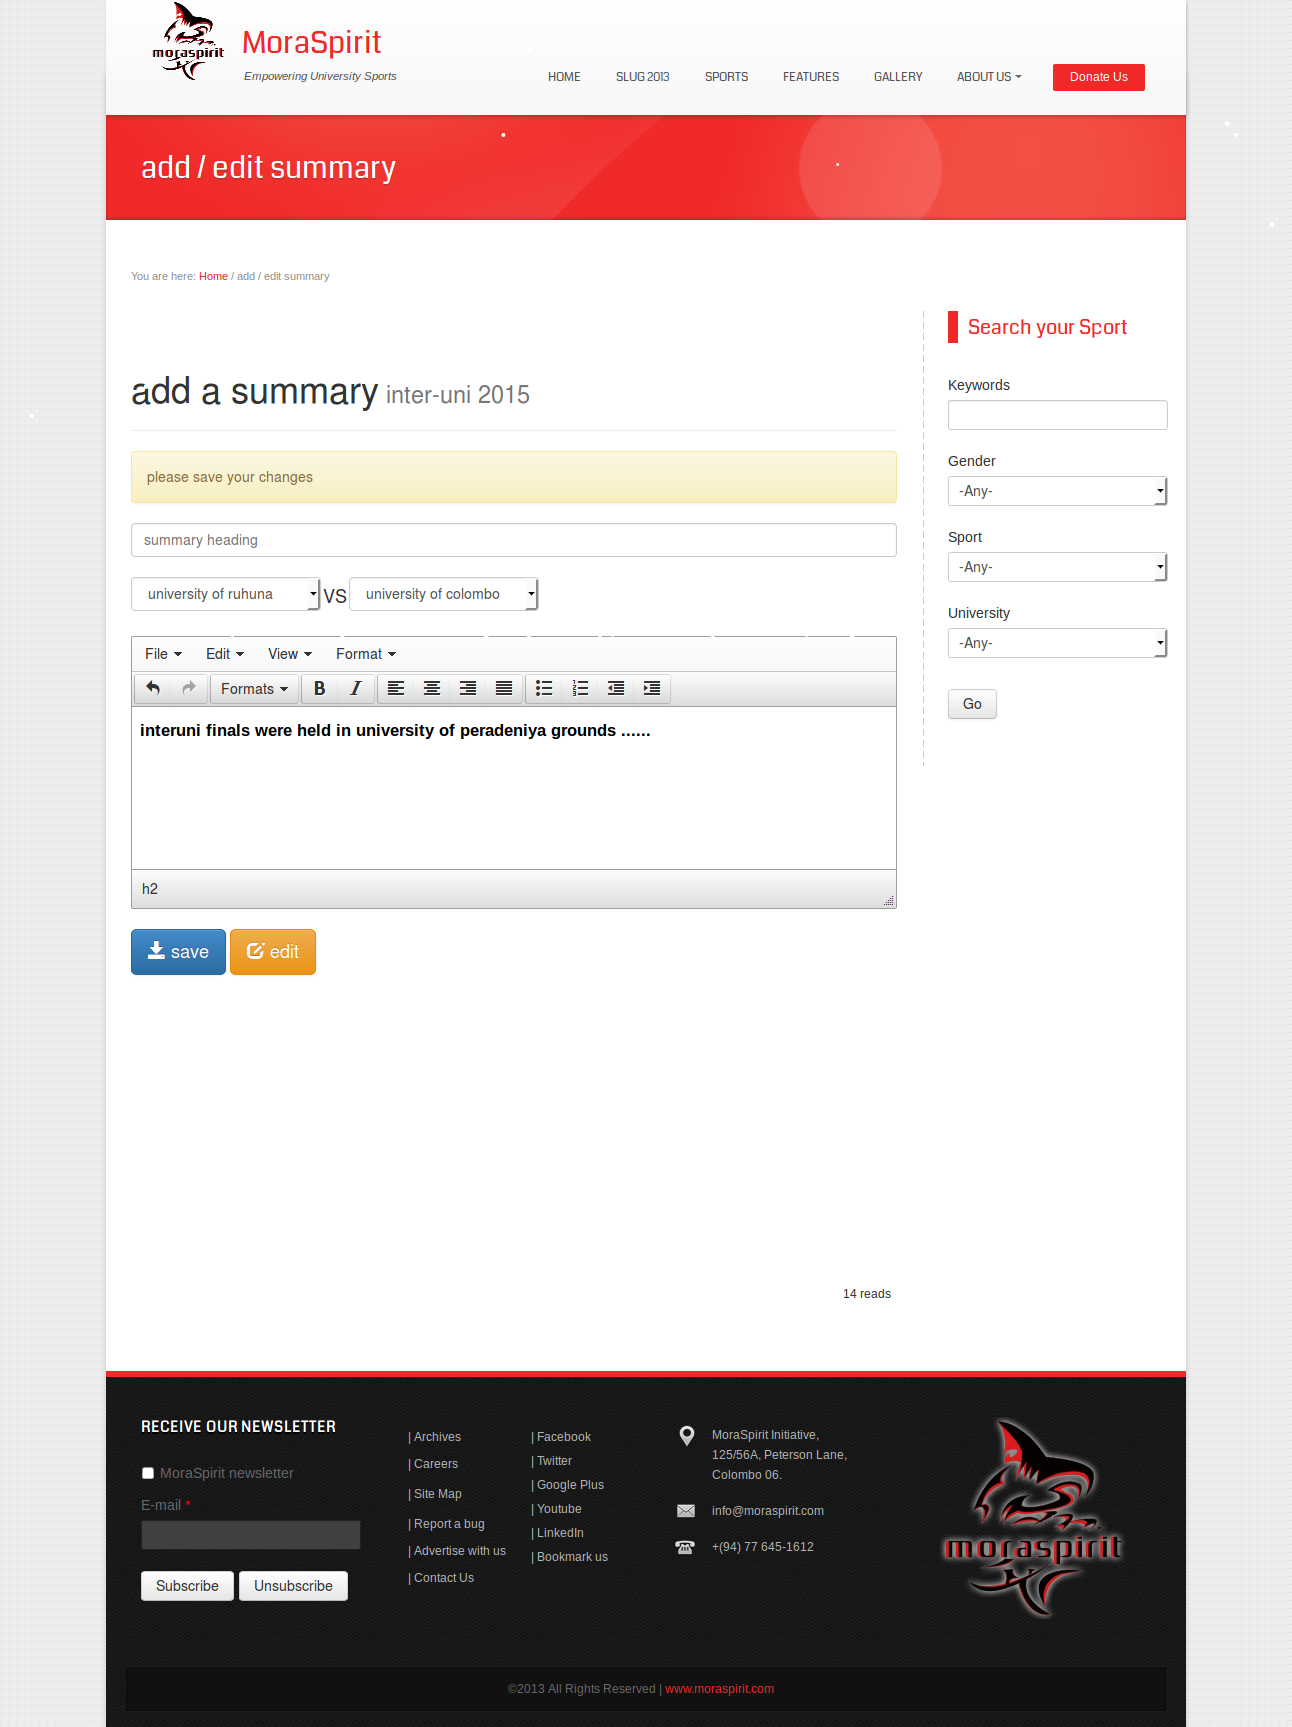 moraspirit
MoraSpirit
Empowering University Sports
HOME SLUG 2013 SPORTS FEATURES GALLERY ABOUT US Donate Us
add / edit summary
You are here: Home / add / edit summary
Search your Sport
Keywords
Gender
-Any-
Sport
-Any-
University
-Any-
Go
add a summary inter-uni 2015
please save your changes
summary heading
university of ruhuna VS university of colombo
File Edit View Format
Formats B I
interuni finals were held in university of peradeniya grounds ......
h2
save edit
14 reads
RECEIVE OUR NEWSLETTER
MoraSpirit newsletter
E-mail *
Subscribe Unsubscribe
| Archives
| Careers
| Site Map
| Report a bug
| Advertise with us
| Contact Us
| Facebook
| Twitter
| Google Plus
| Youtube
| LinkedIn
| Bookmark us
MoraSpirit Initiative,
125/56A, Peterson Lane,
Colombo 06.
info@moraspirit.com
+(94) 77 645-1612
moraspirit
©2013 All Rights Reserved | www.moraspirit.com